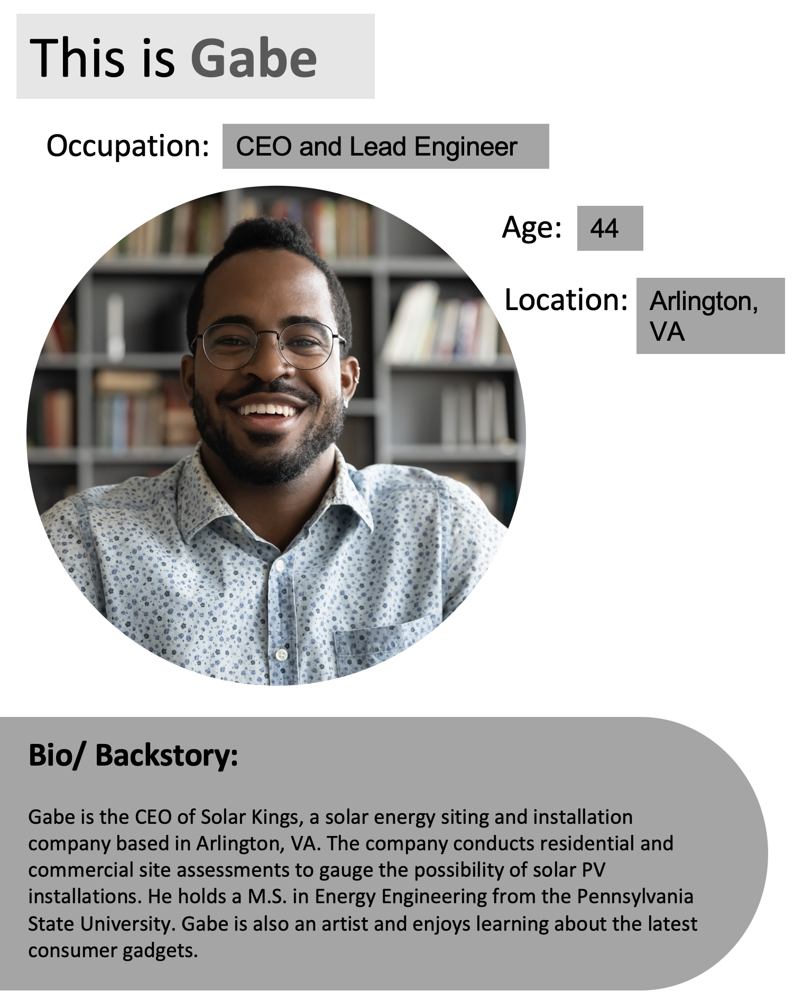 This is Gabe
Occupation: CEO and Lead Engineer
Age: 44
Location: Arlington,
VA
Bio/ Backstory:
Gabe is the CEO of Solar Kings, a solar energy siting and installation
company based in Arlington, VA. The company conducts residential and
commercial site assessments to gauge the possibility of solar PV
installations. He holds a M.S. in Energy Engineering from the Pennsylvania
State University. Gabe is also an artist and enjoys learning about the latest
consumer gadgets.